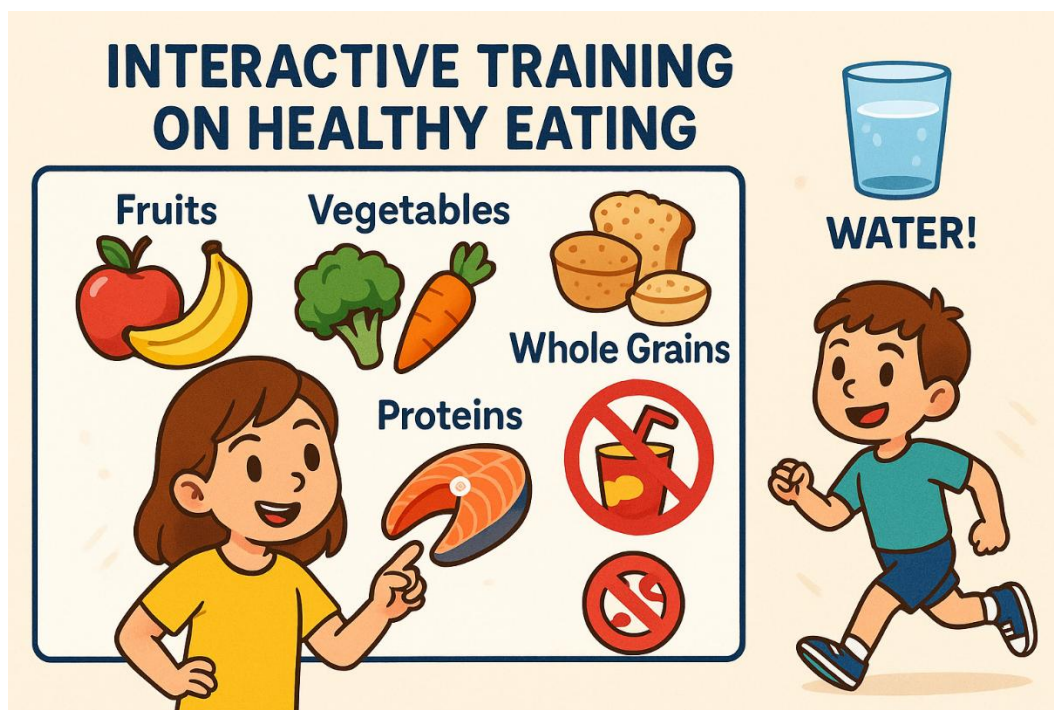 INTERACTIVE TRAINING
ON HEALTHY EATING
WATER!
Fruits
Vegetables
Whole Grains
Proteins